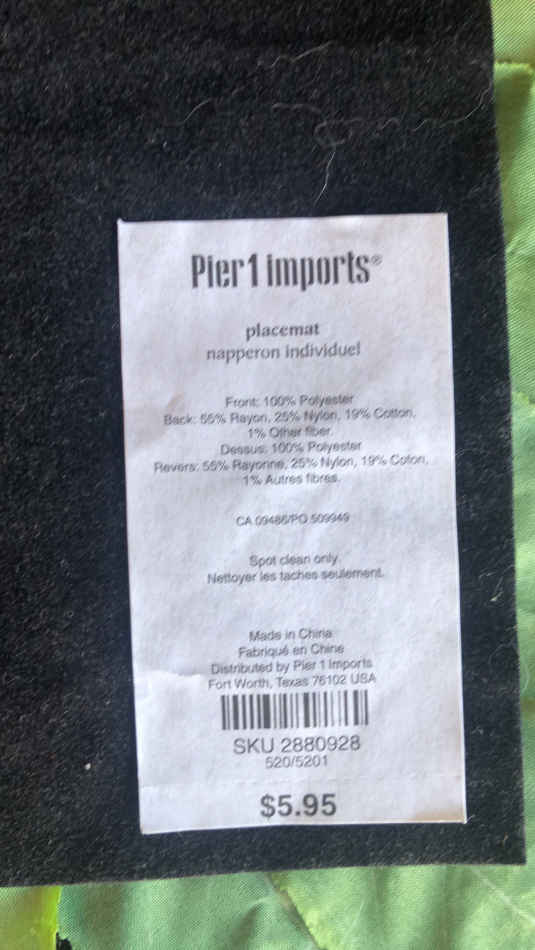 Pier 1 imports®
placemat
napperon individuel
Front: 100% Polyester
Back: 55% Rayon, 25% Nylon, 19% Cotton,
1% Other fiber.
Dessus: 100% Polyester
Revers: 55% Rayonne, 25% Nylon, 19% Coton,
1% Autres fibres.
CA 09486/PO 509949
Spot clean only.
Nettoyer les taches seulement.
Made in China
Fabriqué en Chine
Distributed by Pier 1 Imports
Fort Worth, Texas 76102 USA
SKU 2880928
520/5201
$5.95